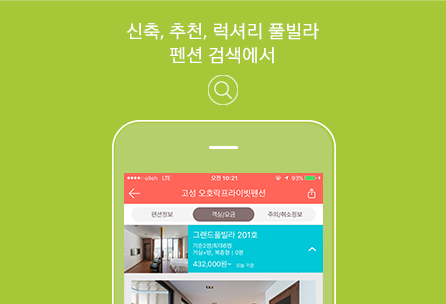 신축, 추천, 럭셔리 풀빌라
펜션 검색에서
olleh LTE 오전 10:21 93%
고성 오호락프라이빗펜션
펜션정보 객실/요금 주의/취소정보
그랜드풀빌라 201호
기준2명/최대6명
거실+방, 복층형 | 0평
432,000원~ 오늘 기준